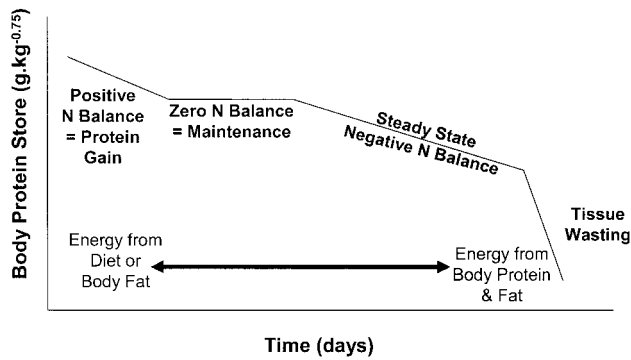 Body Protein Store (g.kg-0.75)
Positive
N Balance
= Protein
Gain
Zero N Balance
= Maintenance
Steady State
Negative N Balance
Tissue
Wasting
Energy from
Diet or
Body Fat
Energy from
Body Protein
& Fat
Time (days)